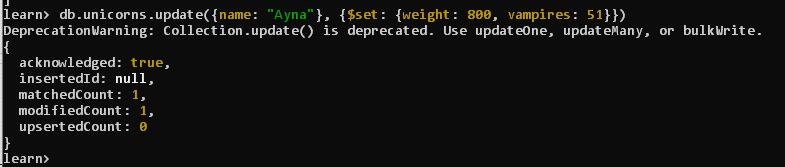 learn> db.unicorns.update({name: "Ayna"}, {$set: {weight: 800, vampires: 51}})
DeprecationWarning: Collection.update() is deprecated. Use updateOne, updateMany, or bulkWrite.
{
  acknowledged: true,
  insertedId: null,
  matchedCount: 1,
  modifiedCount: 1,
  upsertedCount: 0
}
learn>